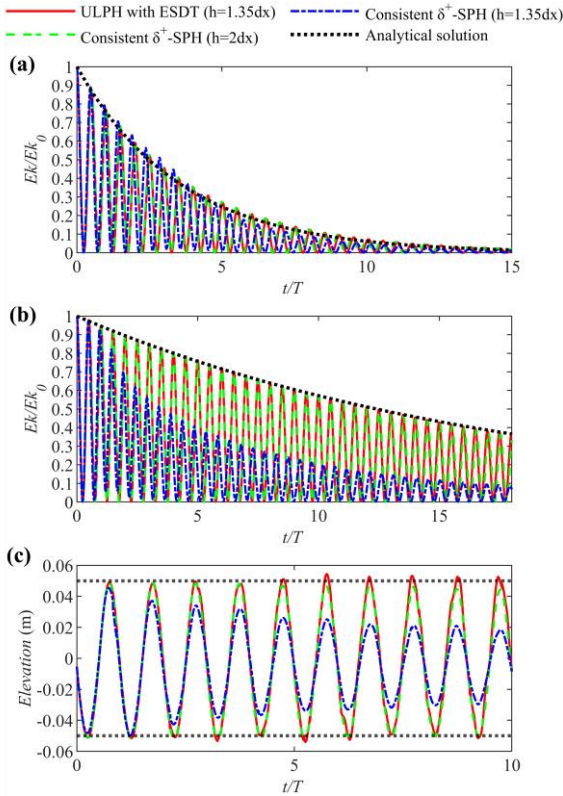 ULPH with ESDT (h=1.35dx)
Consistent δ⁺-SPH (h=1.35dx)
Consistent δ⁺-SPH (h=2dx)
Analytical solution
(a)
1
0.9
0.8
0.7
0.6
0.5
0.4
0.3
0.2
0.1
0
Ek/Ek₀
0 5 10 15
t/T
(b)
1
0.9
0.8
0.7
0.6
0.5
0.4
0.3
0.2
0.1
0
Ek/Ek₀
0 5 10 15
t/T
(c)
0.06
0.04
0.02
0
-0.02
-0.04
-0.06
Elevation (m)
0 5 10
t/T